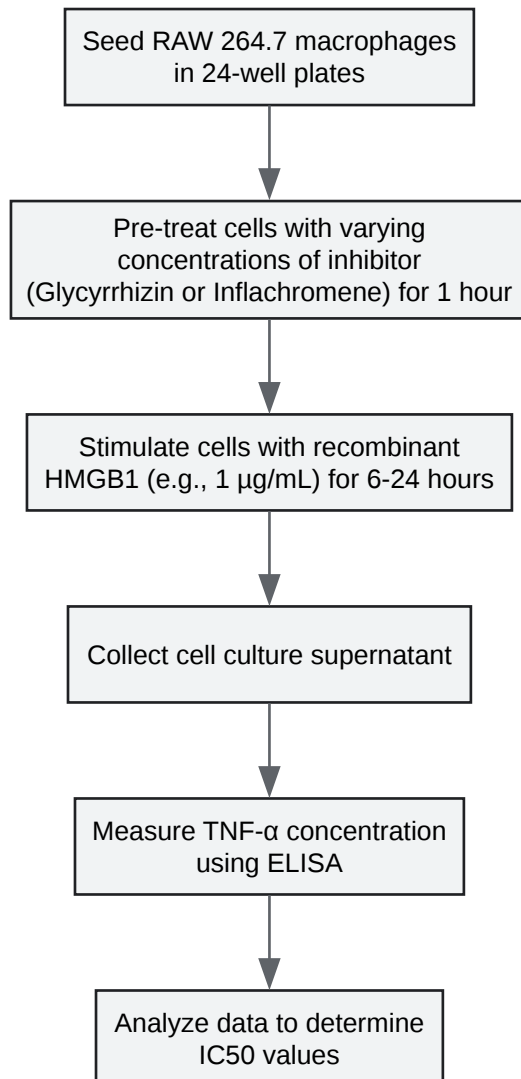 Seed RAW 264.7 macrophages
in 24-well plates
Pre-treat cells with varying
concentrations of inhibitor
(Glycyrrhizin or Inflachromene) for 1 hour
Stimulate cells with recombinant
HMGB1 (e.g., 1 µg/mL) for 6-24 hours
Collect cell culture supernatant
Measure TNF-α concentration
using ELISA
Analyze data to determine
IC50 values